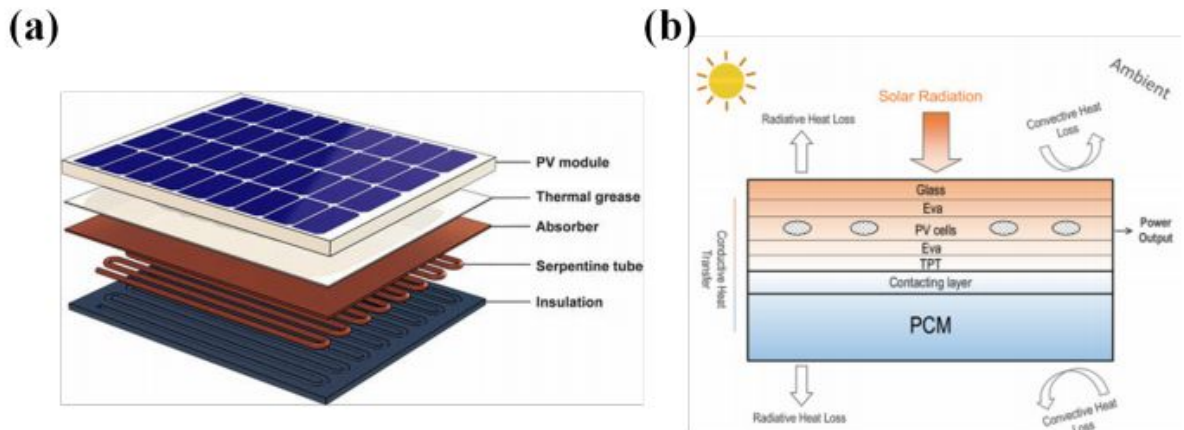 (a)
PV module
Thermal grease
Absorber
Serpentine tube
Insulation
(b)
Ambient
Solar Radiation
Radiative Heat Loss
Convective Heat
Loss
Glass
Eva
PV cells
Eva
TPT
Contacting layer
PCM
Power
Output
Conductive Heat
Transfer
Radiative Heat Loss
Convective Heat
Loss